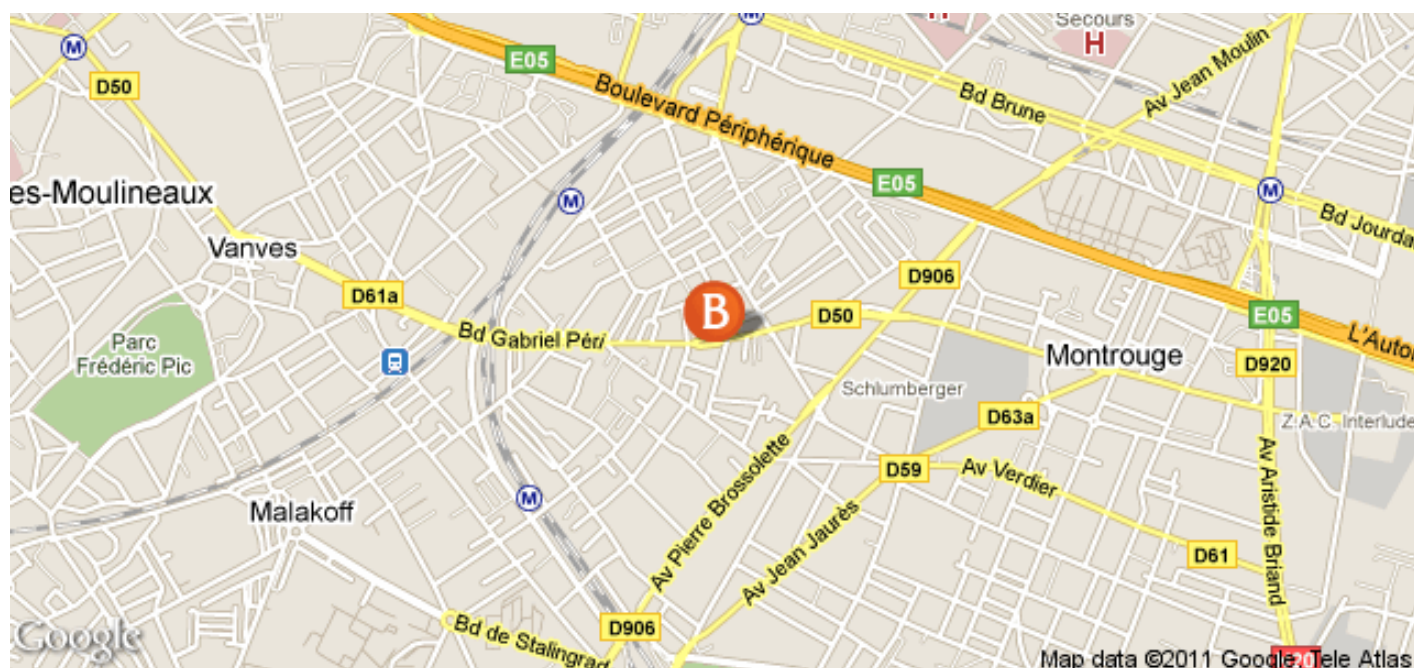 M
M
Secours
H
H
Av Jean Moulin
D50
E05
Boulevard Périphérique
Bd Brune
E05
M
M
Bd Jourda
es-Moulineaux
Vanves
D61a
D906
B
D50
E05
L'Autor
Bd Gabriel Péri
Parc
Frédéric Pic
Montrouge
D920
Schlumberger
D63a
Z.A.C. Interlude
D59
Av Verdier
Av Pierre Brossolette
Av Aristide Briand
M
Malakoff
Av Jean Jaurès
D61
D906
Bd de Stalingrad
Google
Map data ©2011 Google, Tele Atlas